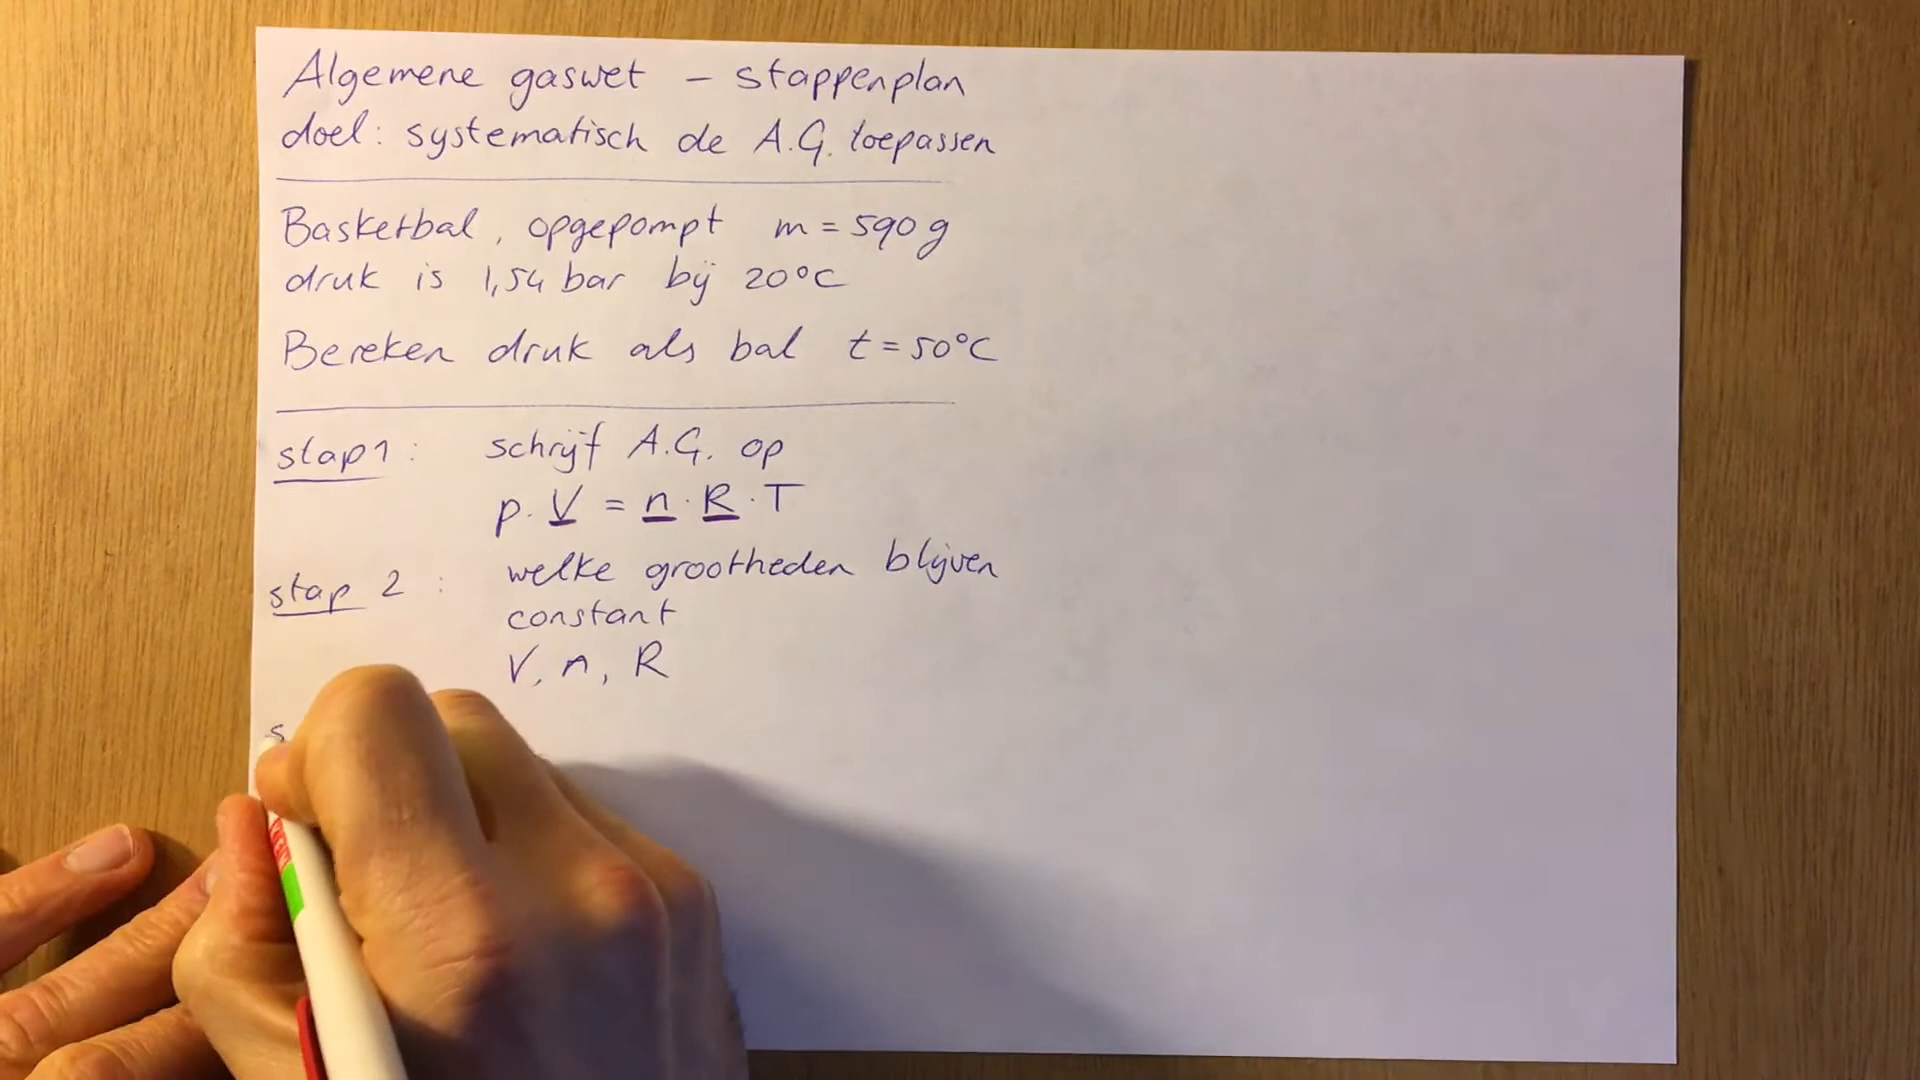 Algemene gaswet - stappenplan
doel: systematisch de A.G. toepassen
Basketbal, opgepompt m = 590 g
druk is 1,54 bar bij 20°C
Bereken druk als bal t = 50°C
stap 1: schrijf A.G. op
p · V = n · R · T
stap 2: welke grootheden blijven
constant
V, n, R
s